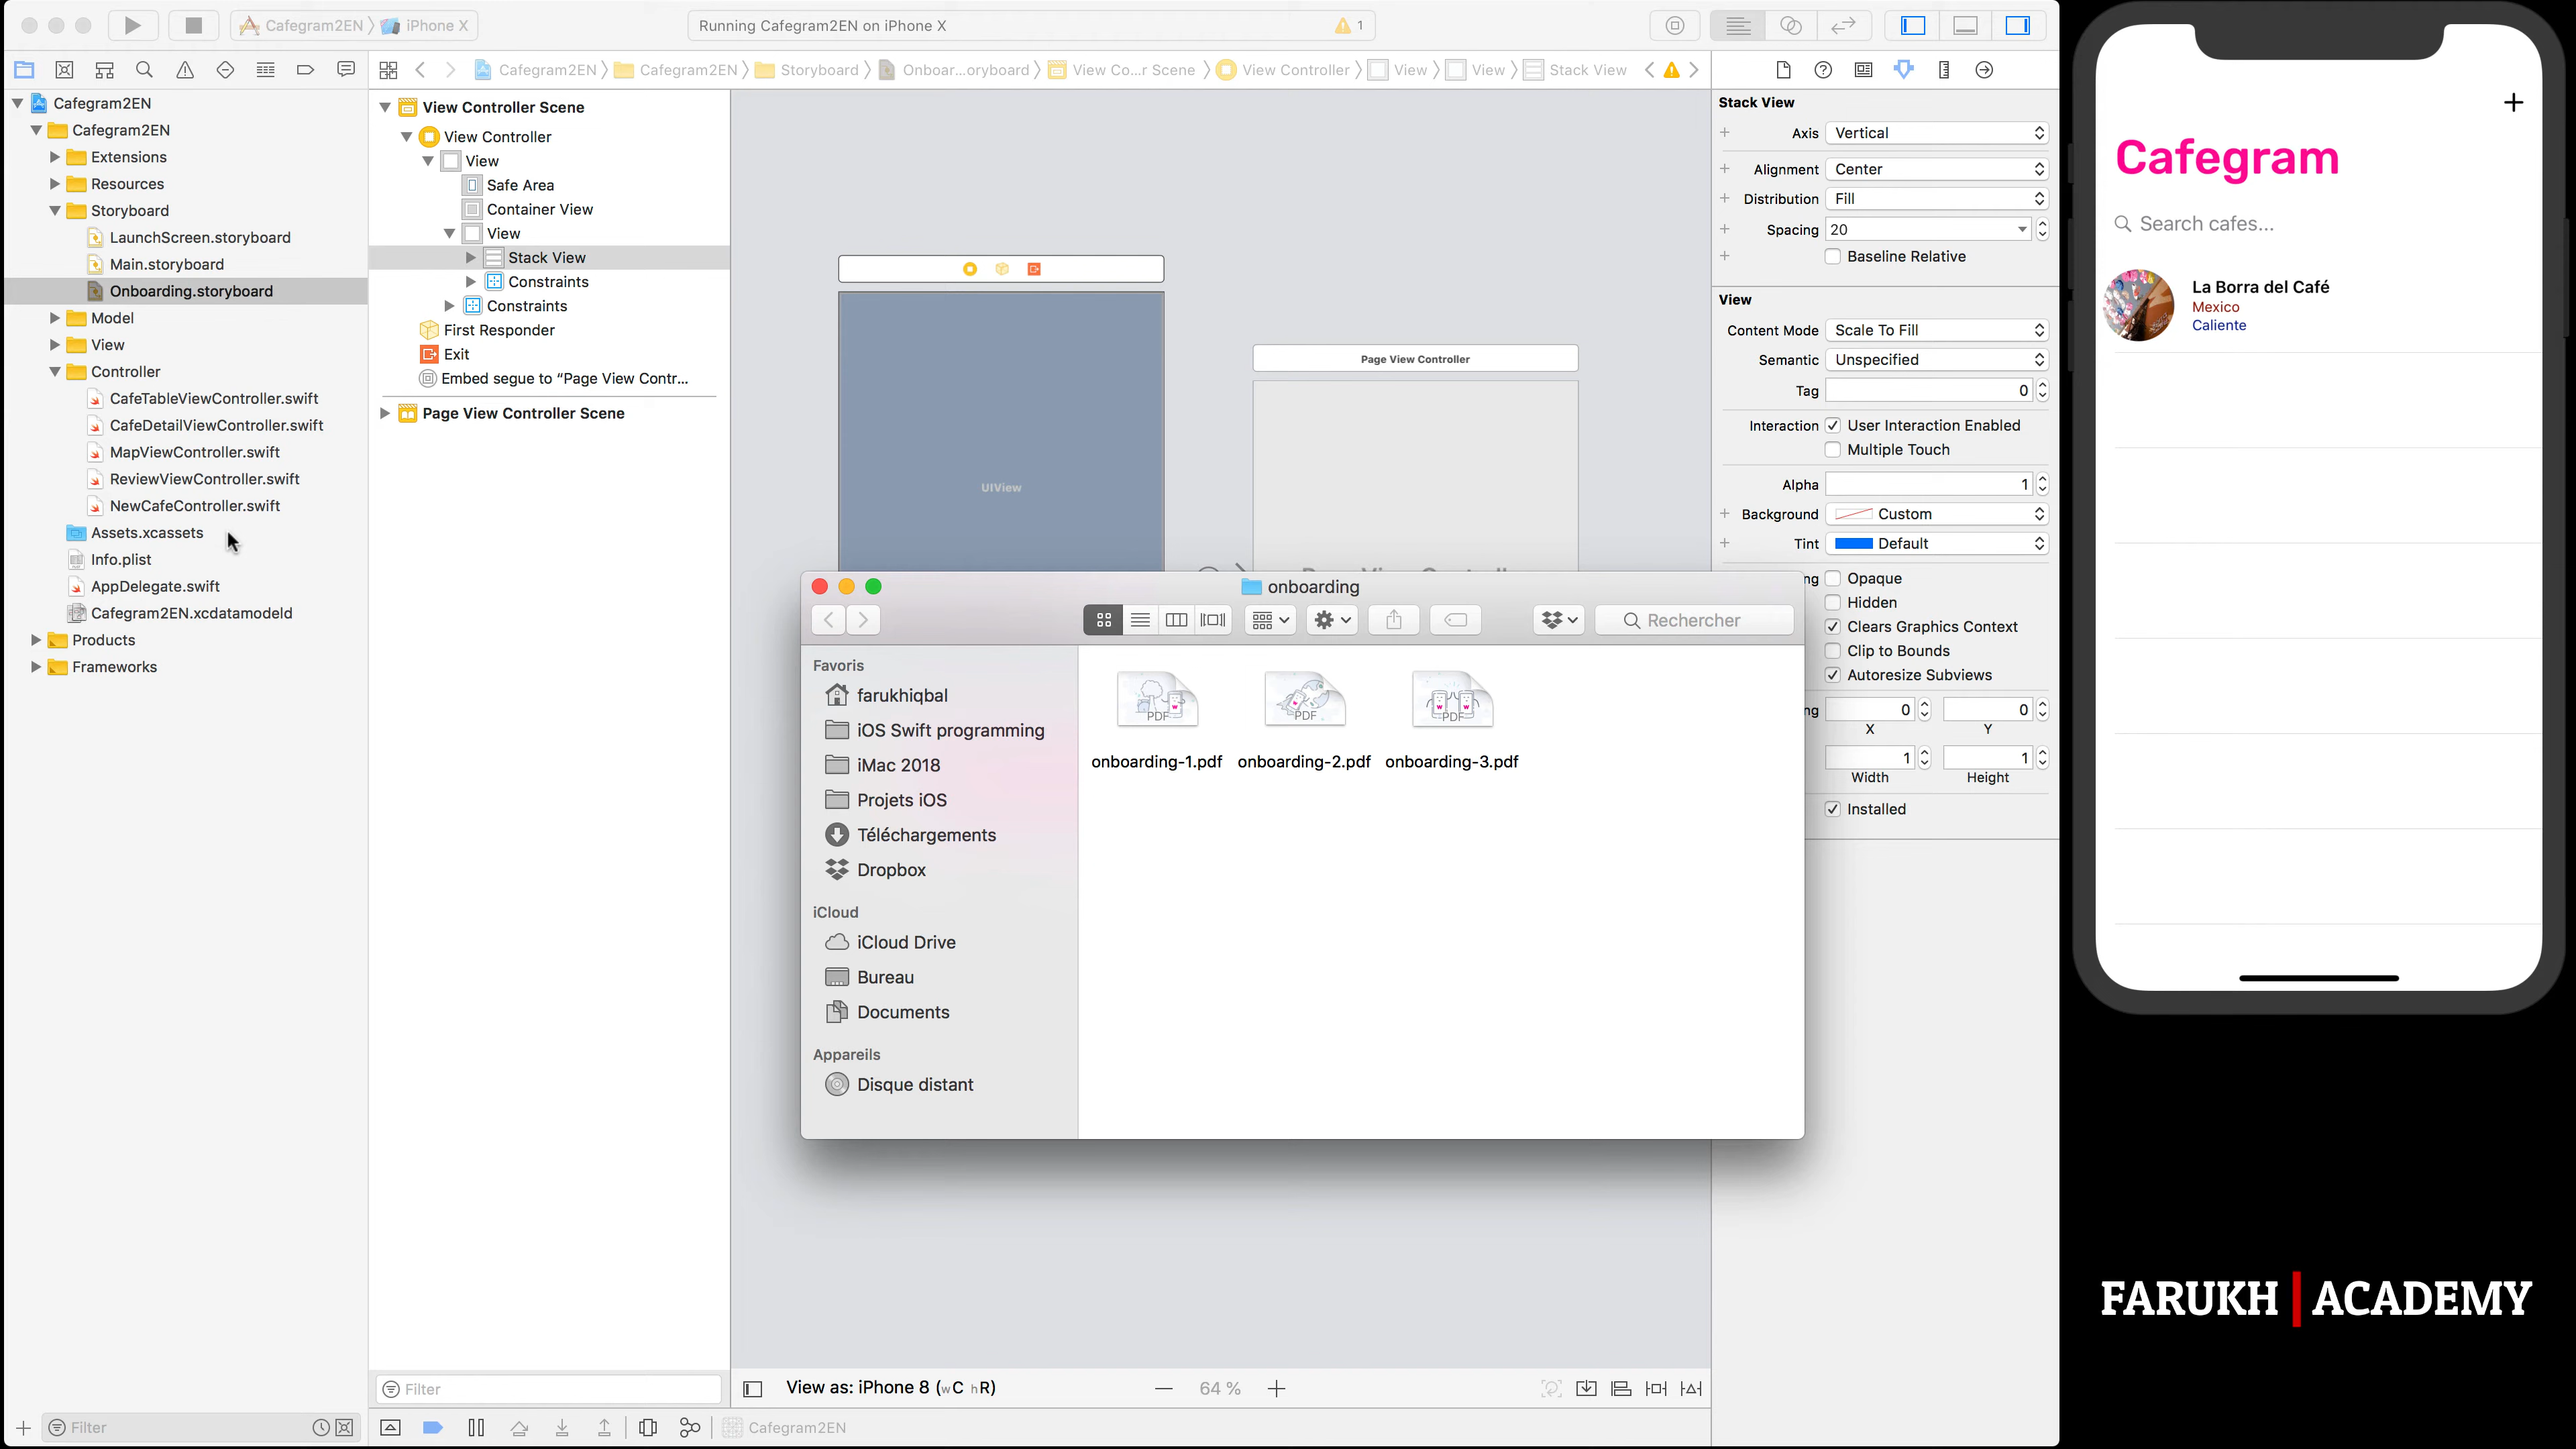 Cafegram2EN
iPhone X
Running Cafegram2EN on iPhone X
1
Cafegram2EN
Cafegram2EN
Storyboard
Onboar...oryboard
View Co...r Scene
View Controller
View
View
Stack View
Cafegram2EN
Cafegram2EN
Extensions
Resources
Storyboard
LaunchScreen.storyboard
Main.storyboard
Onboarding.storyboard
Model
View
Controller
CafeTableViewController.swift
CafeDetailViewController.swift
MapViewController.swift
ReviewViewController.swift
NewCafeController.swift
Assets.xcassets
Info.plist
AppDelegate.swift
Cafegram2EN.xcdatamodeld
Products
Frameworks
Filter
View Controller Scene
View Controller
View
Safe Area
Container View
View
Stack View
Constraints
Constraints
First Responder
Exit
Embed segue to “Page View Contr...
Page View Controller Scene
Filter
UIView
Page View Controller
onboarding
Rechercher
Favoris
farukhiqbal
iOS Swift programming
iMac 2018
Projets iOS
Téléchargements
Dropbox
iCloud
iCloud Drive
Bureau
Documents
Appareils
Disque distant
PDF
PDF
PDF
onboarding-1.pdf
onboarding-2.pdf
onboarding-3.pdf
View as: iPhone 8 (wC hR)
64 %
Cafegram2EN
Stack View
Axis Vertical
Alignment Center
Distribution Fill
Spacing 20
Baseline Relative
View
Content Mode Scale To Fill
Semantic Unspecified
Tag 0
Interaction User Interaction Enabled
Multiple Touch
Alpha 1
Background Custom
Tint Default
ng Opaque
Hidden
Clears Graphics Context
Clip to Bounds
Autoresize Subviews
ng 0 0
X Y
1 1
Width Height
Installed
Cafegram
Search cafes...
La Borra del Café
Mexico
Caliente
FARUKH | ACADEMY